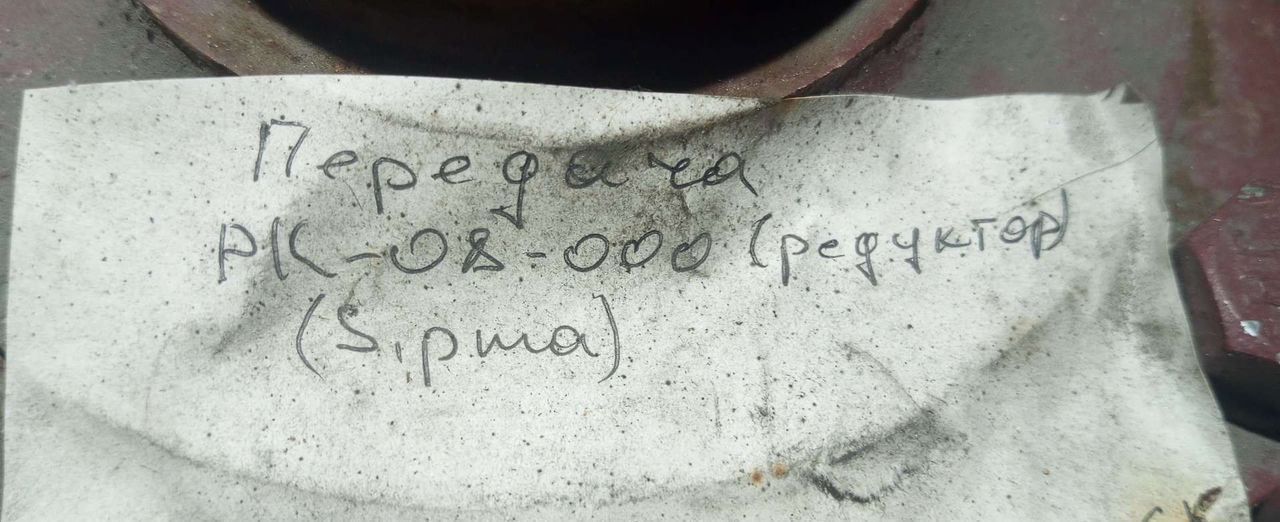 Передача
РК-08-000 (редуктор)
(Sipma)